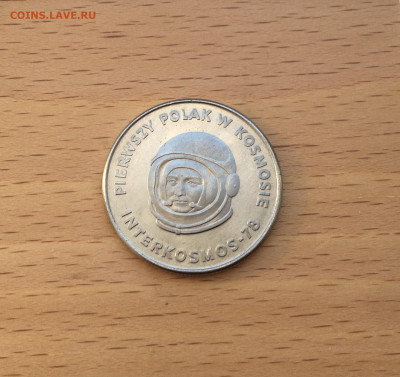 COINS.LAVE.RU
PIERWSZY POLAK W KOSMOSIE
INTERKOSMOS-78